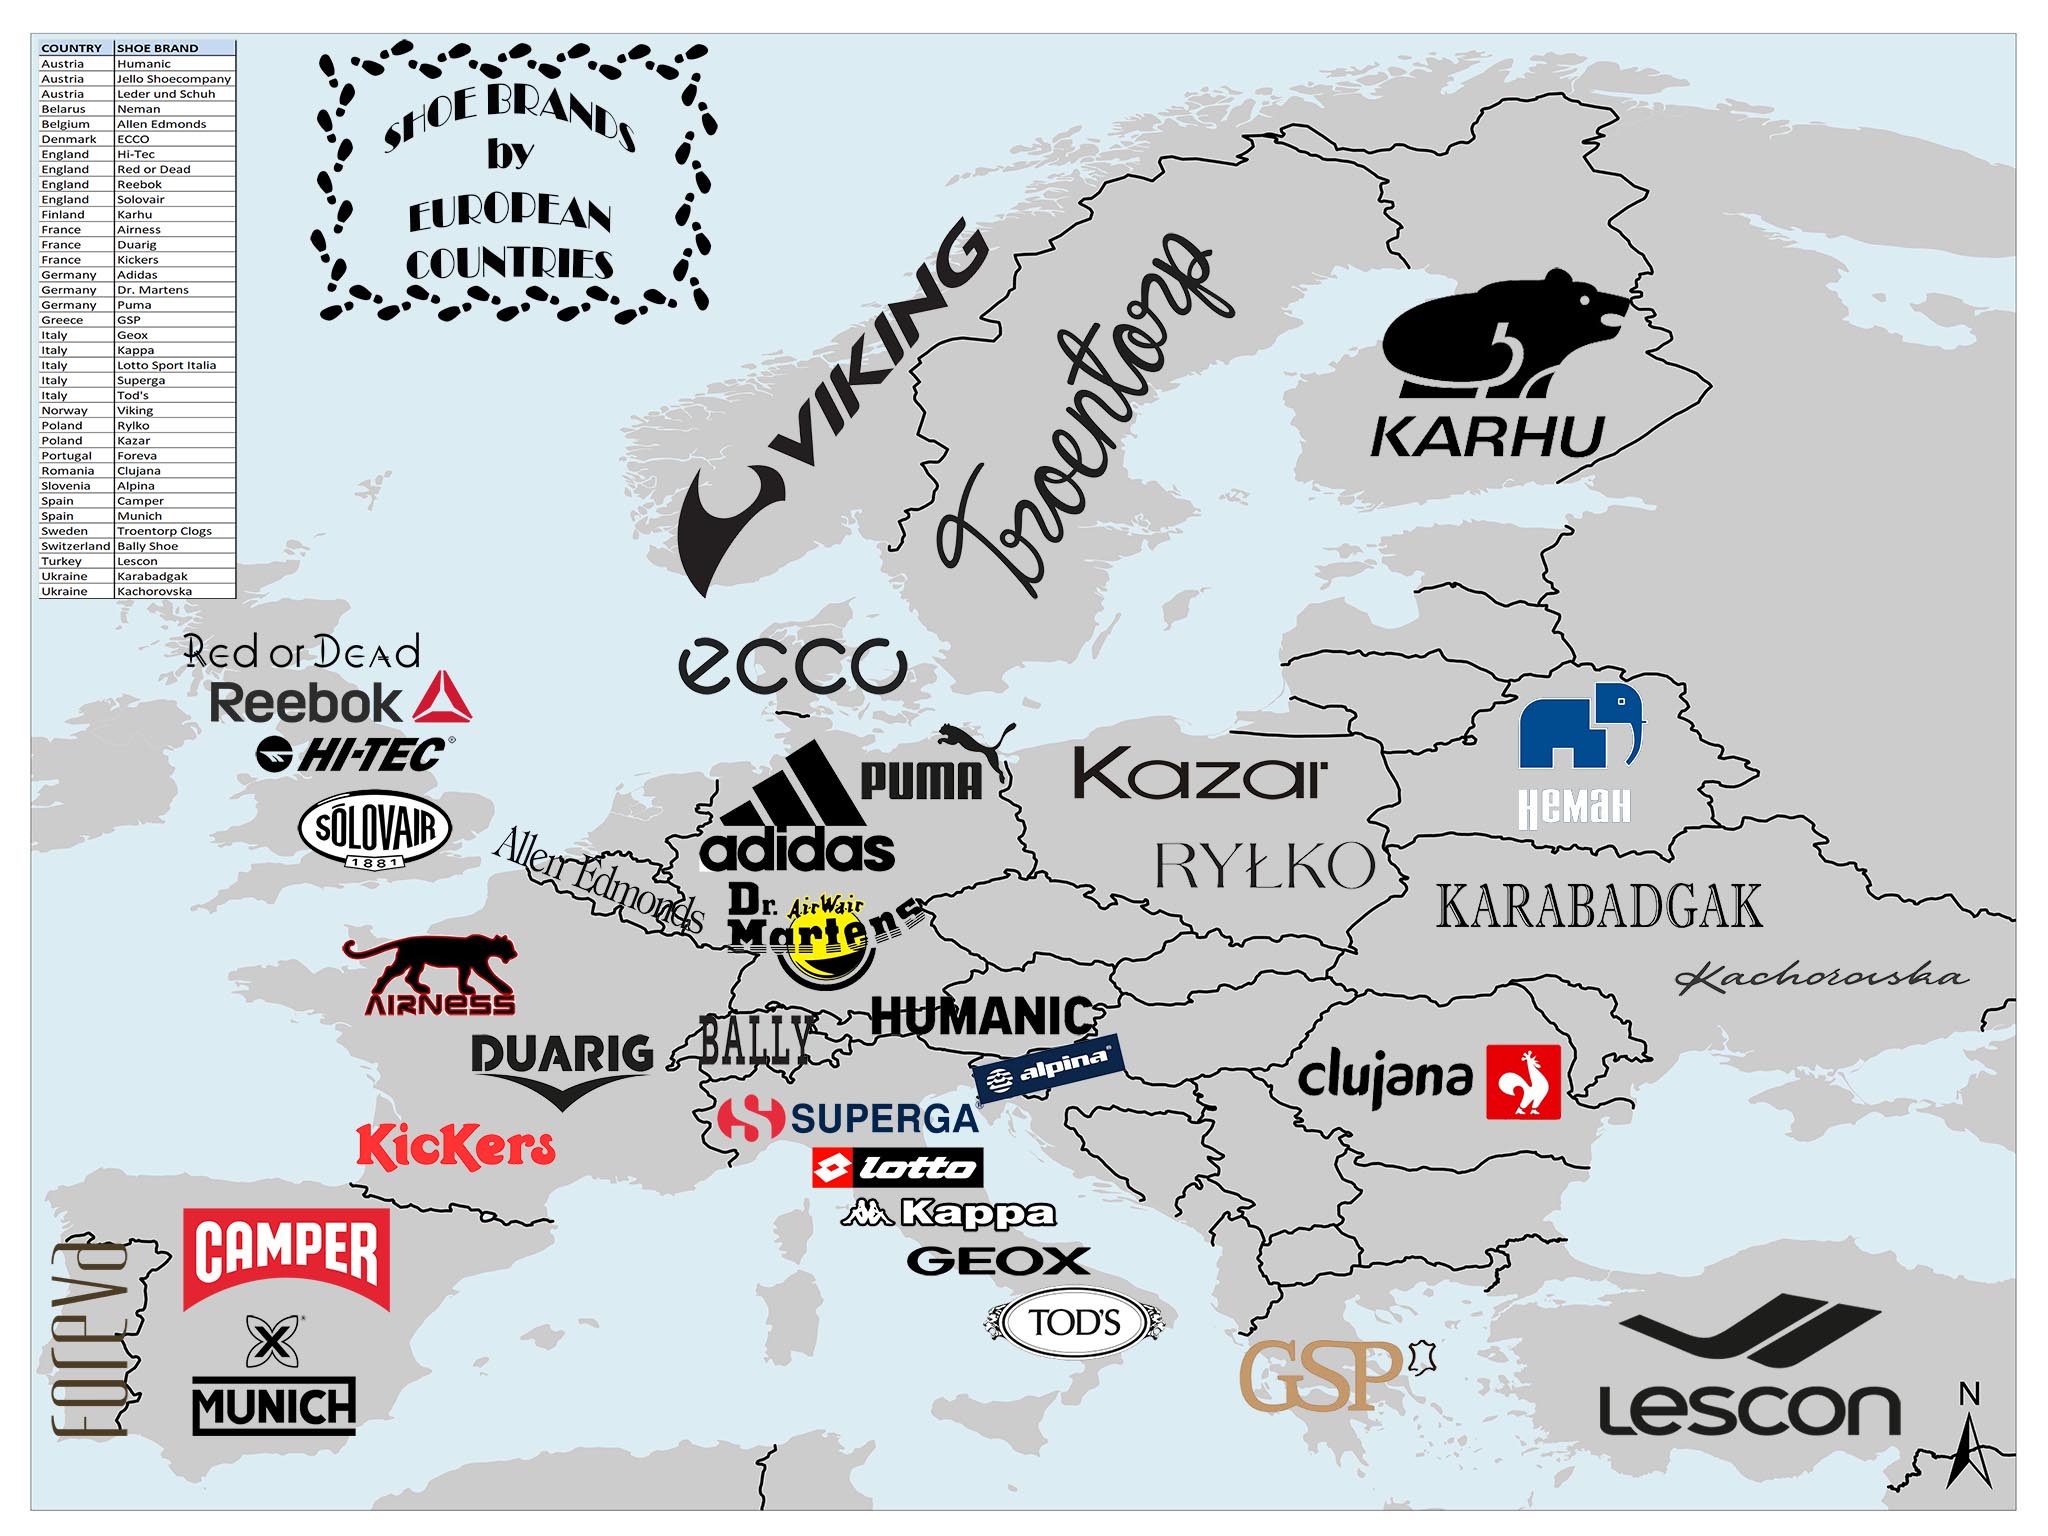 COUNTRY SHOE BRAND
Austria Humanic
Austria Jello Shoecompany
Austria Leder und Schuh
Belarus Neman
Belgium Allen Edmonds
Denmark ECCO
England Hi-Tec
England Red or Dead
England Reebok
England Solovair
Finland Karhu
France Airness
France Duarig
France Kickers
Germany Adidas
Germany Dr. Martens
Germany Puma
Greece GSP
Italy Geox
Italy Kappa
Italy Lotto Sport Italia
Italy Superga
Italy Tod's
Norway Viking
Poland Rylko
Poland Kazar
Portugal Foreva
Romania Clujana
Slovenia Alpina
Spain Camper
Spain Munich
Sweden Troentorp Clogs
Switzerland Bally Shoe
Turkey Lescon
Ukraine Karabadgak
Ukraine Kachorovska
SHOE BRANDS
by
EUROPEAN
COUNTRIES
VIKING
Troentorp
KARHU
Red or Dead
Reebok
HI-TEC®
SÓLOVAIR
1881
ecco
PUMA
adidas
Kazar
RYŁKO
Неман
Allen Edmonds
Dr. AirWair
Martens
KARABADGAK
Kachorovska
AIRNESS
DUARIG
KicKers
BALLY
HUMANIC
alpina®
clujana
SUPERGA®
lotto
Kappa
GEOX
TOD'S
CAMPER
MUNICH
foreva
GSP
Lescon
N